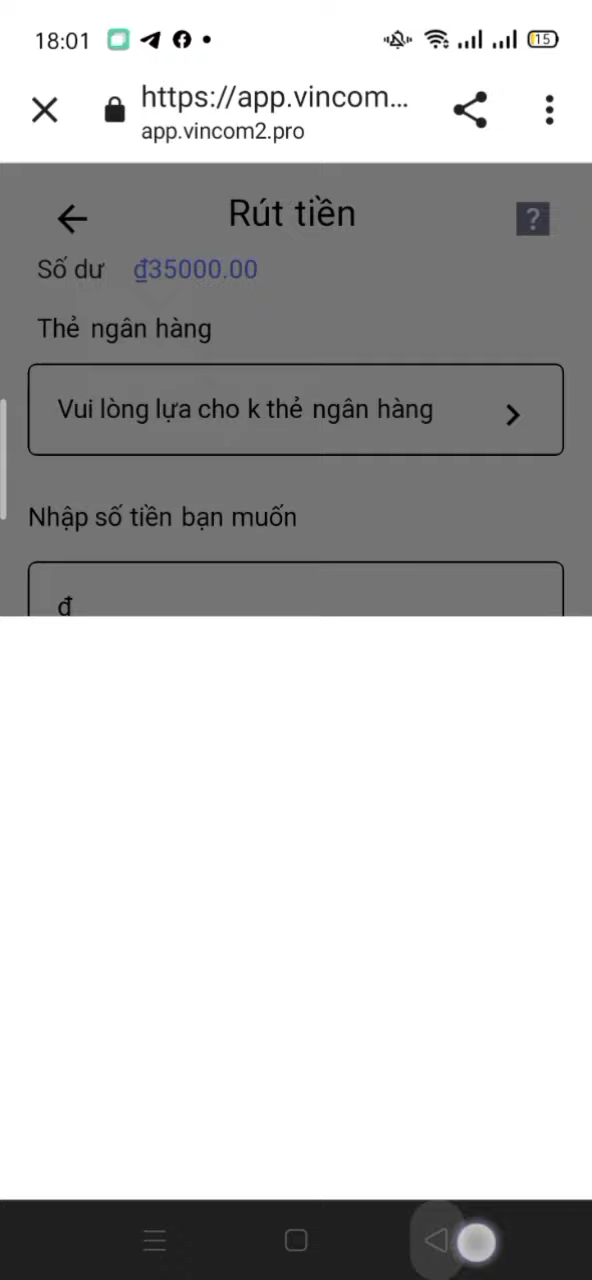 18:01
15
https://app.vincom...
app.vincom2.pro
Rút tiền
?
Số dư ₫35000.00
Thẻ ngân hàng
Vui lòng lựa cho k thẻ ngân hàng
Nhập số tiền bạn muốn
đ